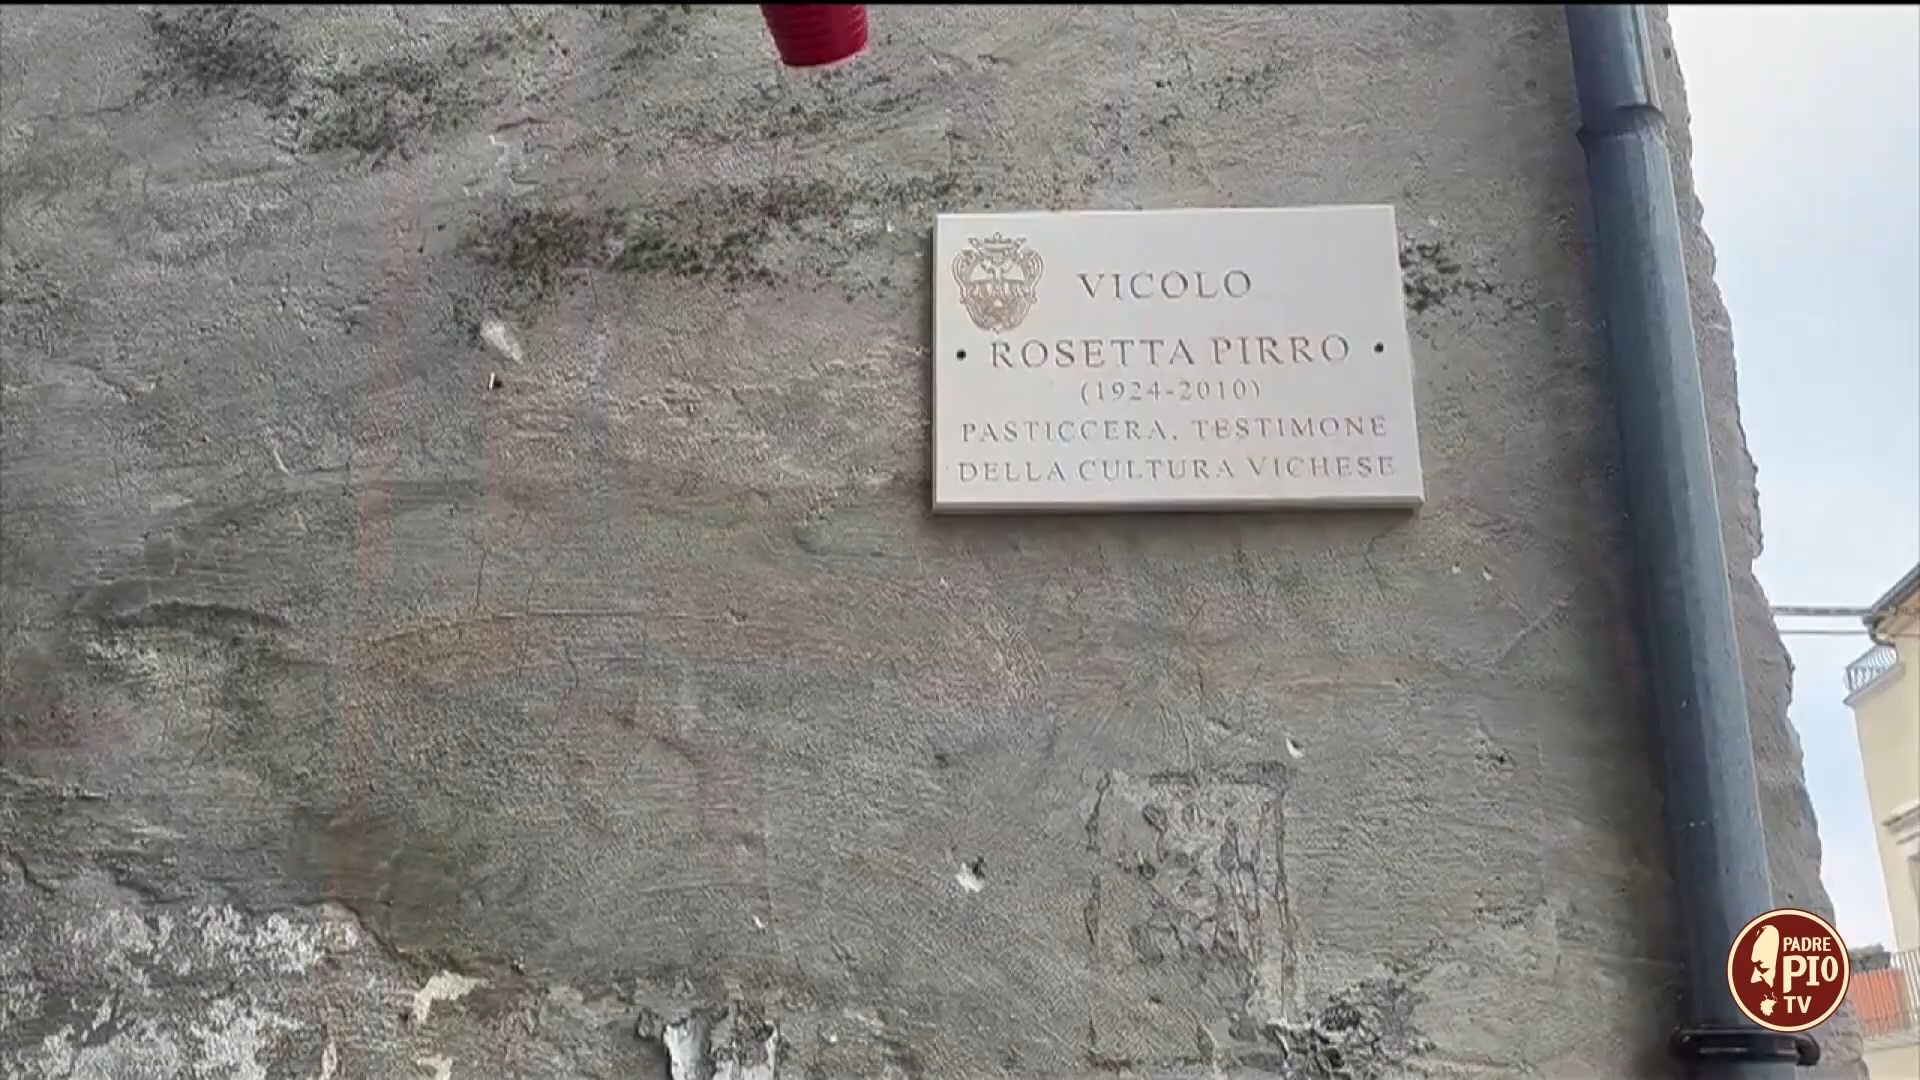 VICOLO
ROSETTA PIRRO
(1924-2010)
PASTICCERA, TESTIMONE
DELLA CULTURA VICHESE
PADRE
PIO
TV